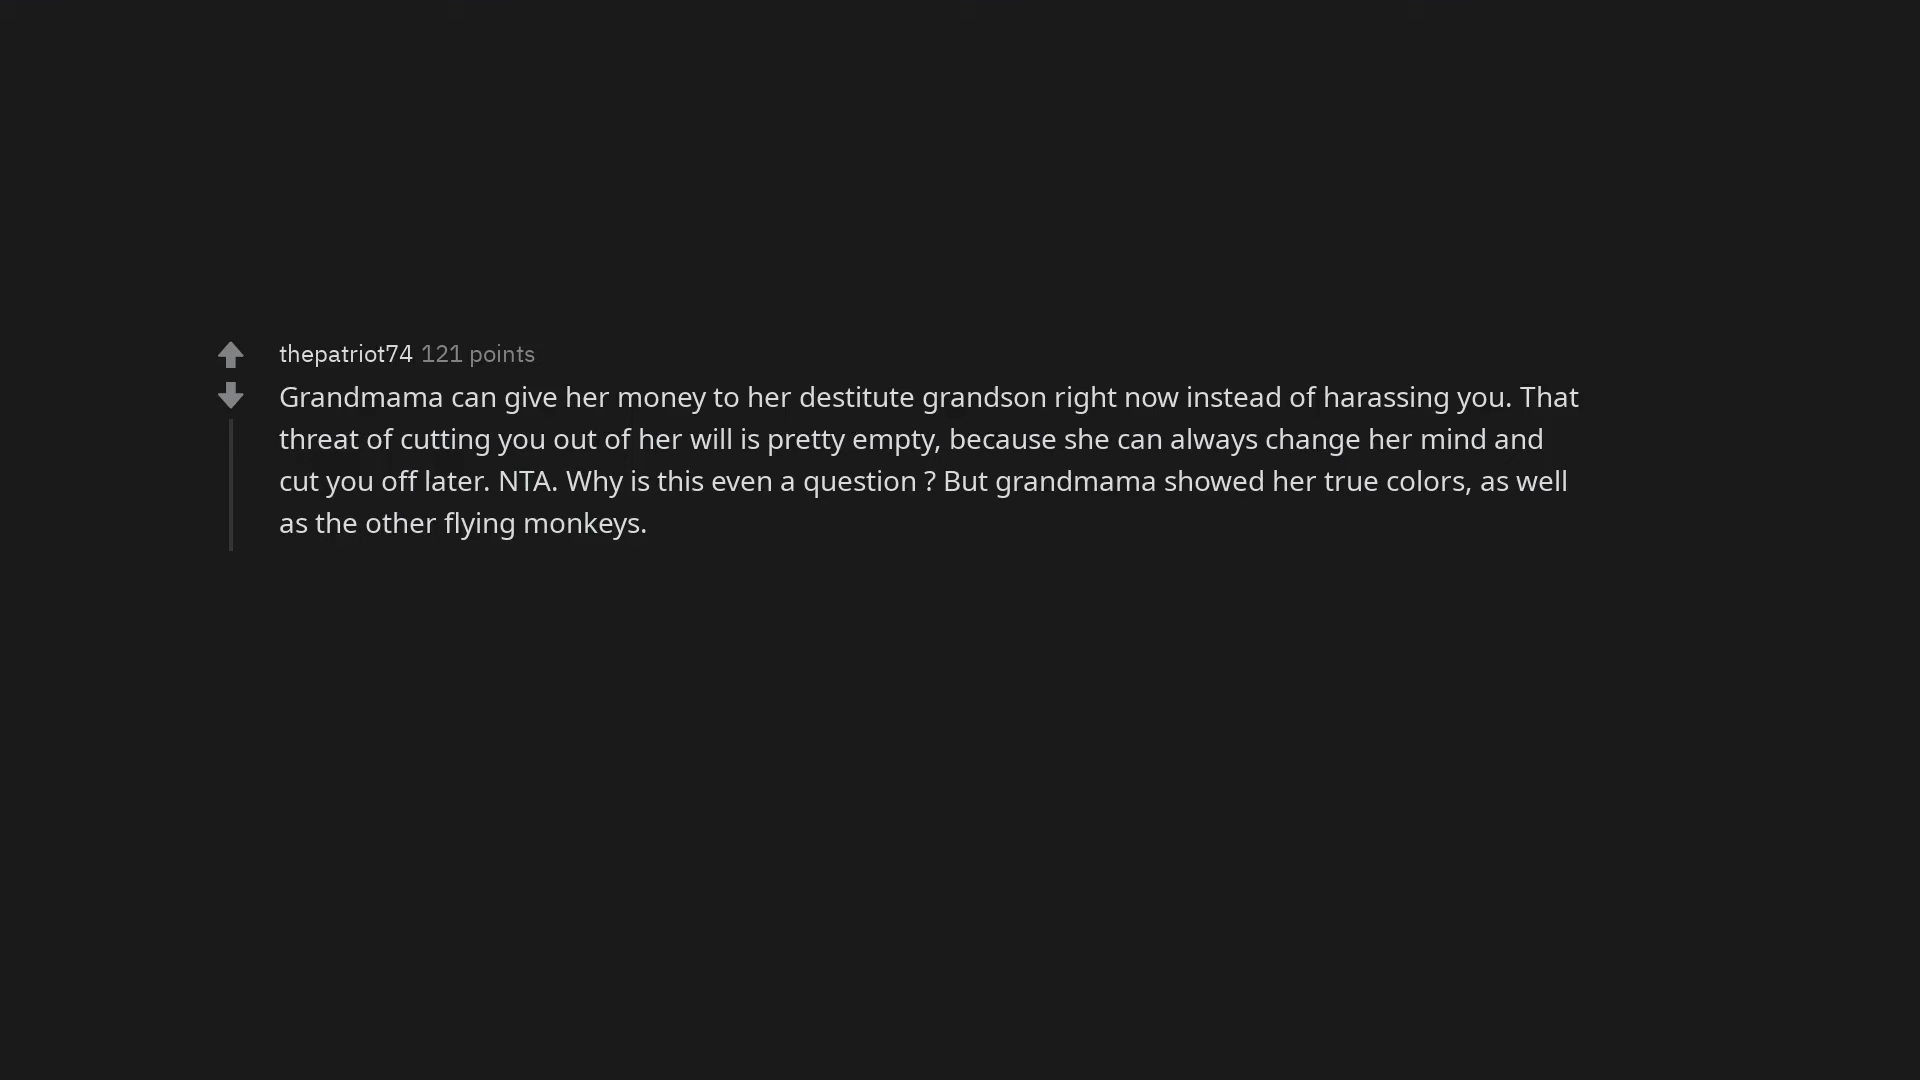 thepatriot74 121 points
Grandmama can give her money to her destitute grandson right now instead of harassing you. That
threat of cutting you out of her will is pretty empty, because she can always change her mind and
cut you off later. NTA. Why is this even a question ? But grandmama showed her true colors, as well
as the other flying monkeys.